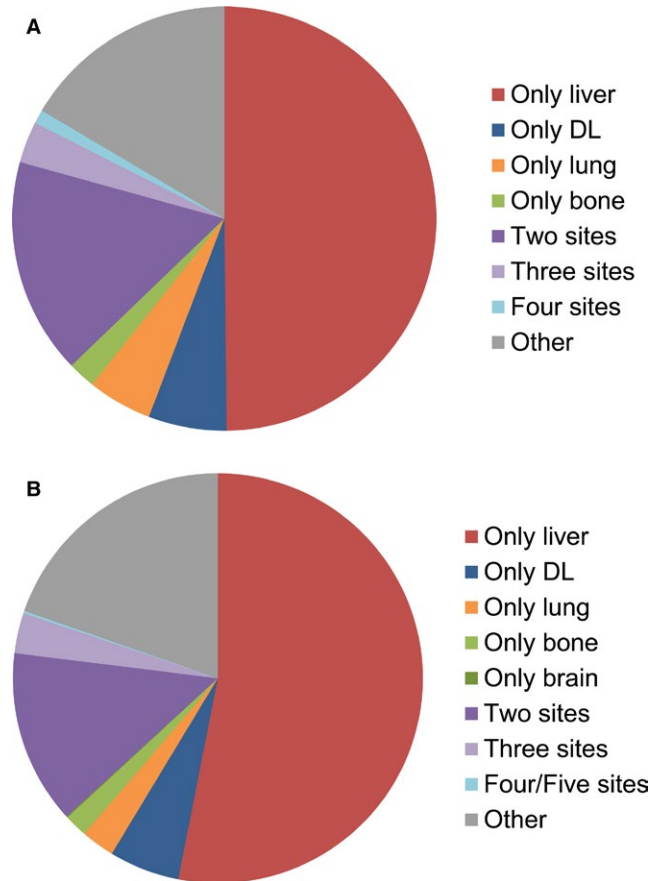 A
Only liver
Only DL
Only lung
Only bone
Two sites
Three sites
Four sites
Other
B
Only liver
Only DL
Only lung
Only bone
Only brain
Two sites
Three sites
Four/Five sites
Other